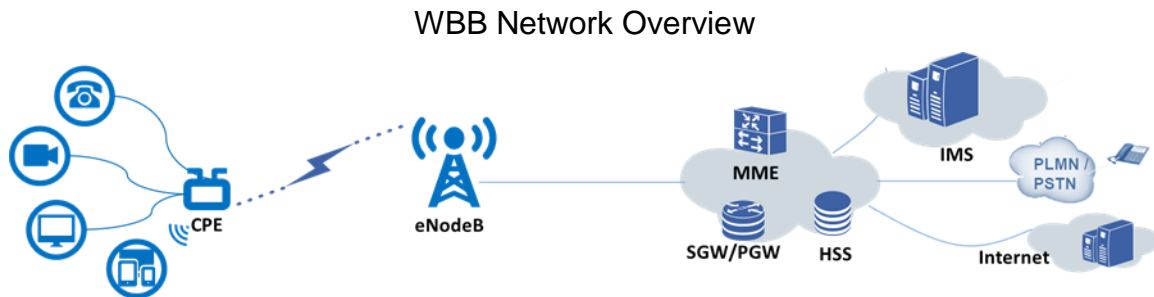 WBB Network Overview
CPE
eNodeB
MME
SGW/PGW
HSS
IMS
PLMN /
PSTN
Internet